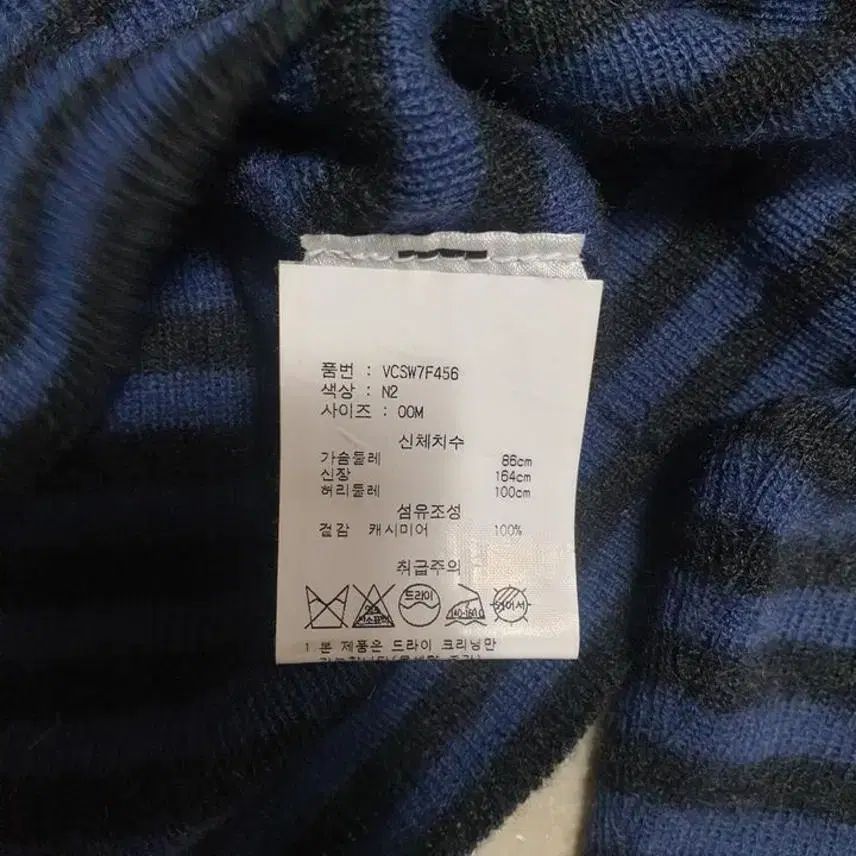 품번 : VCSW7F456
색상 : N2
사이즈 : 00M
신체치수
가슴둘레 86cm
신장 164cm
허리둘레 100cm
섬유조성
겉감 캐시미어 100%
취급주의
드라이 140-160℃
1 본 제품은 드라이 크리닝만